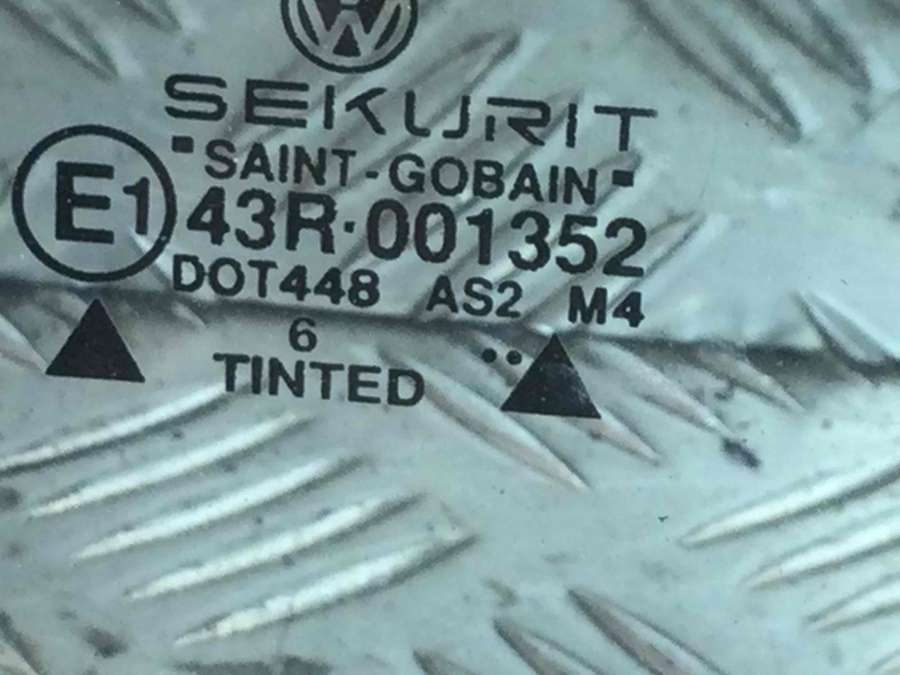 SEKURIT
SAINT-GOBAIN
E1 43R·001352
DOT448 AS2 M4
6 ..
TINTED